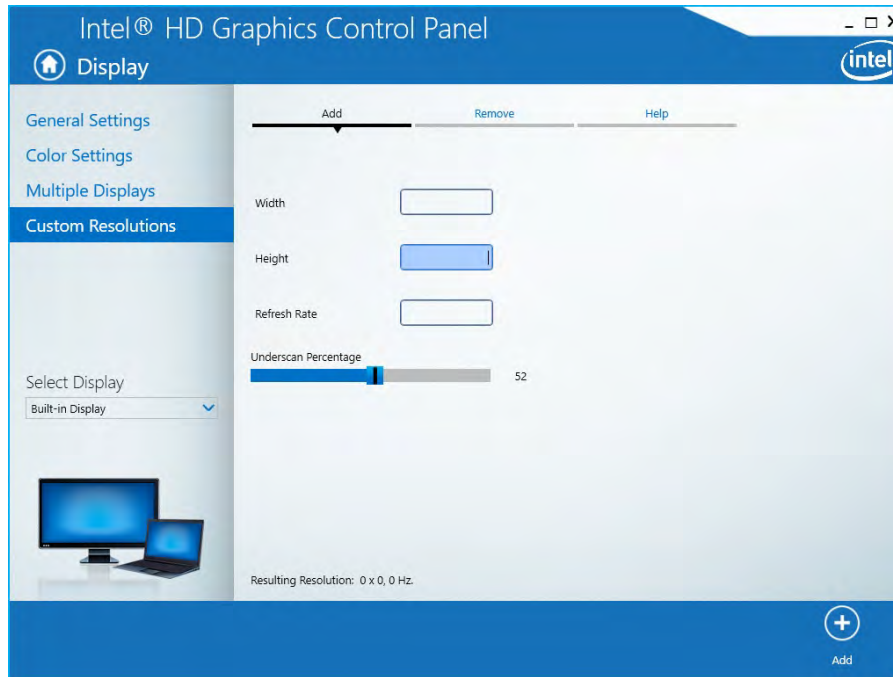 Intel® HD Graphics Control Panel
Display
intel
General Settings
Color Settings
Multiple Displays
Custom Resolutions
Select Display
Built-in Display
Add
Remove
Help
Width
Height
Refresh Rate
Underscan Percentage
52
Resulting Resolution: 0 x 0, 0 Hz.
Add